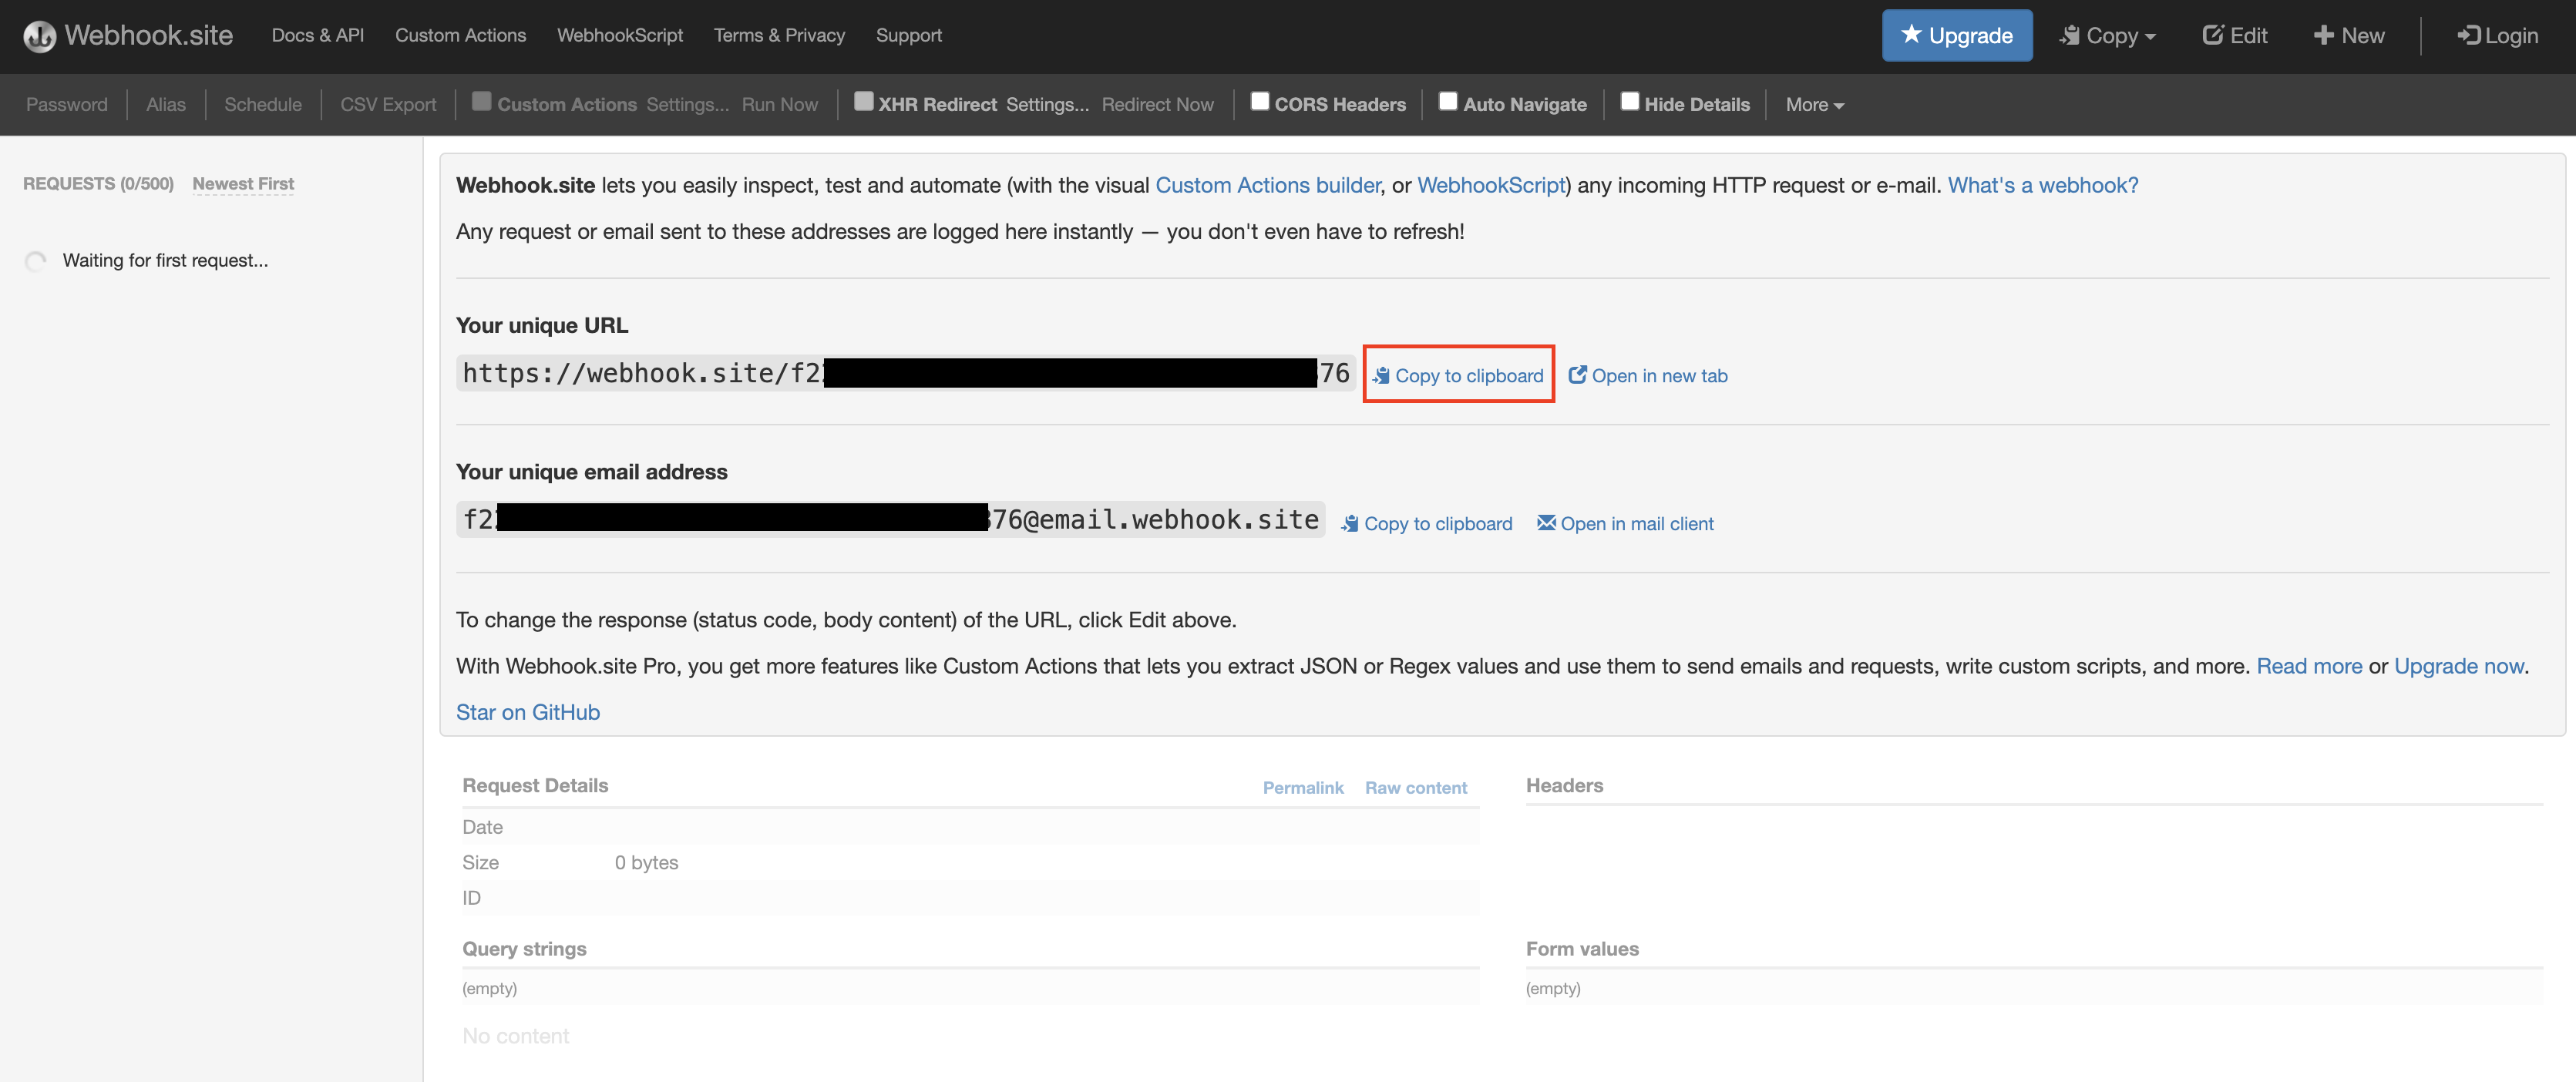 Webhook.site Docs & API Custom Actions WebhookScript Terms & Privacy Support Upgrade Copy Edit New Login
Password Alias Schedule CSV Export Custom Actions Settings... Run Now XHR Redirect Settings... Redirect Now CORS Headers Auto Navigate Hide Details More
REQUESTS (0/500) Newest First
Waiting for first request...
Webhook.site lets you easily inspect, test and automate (with the visual Custom Actions builder, or WebhookScript) any incoming HTTP request or e-mail. What's a webhook?
Any request or email sent to these addresses are logged here instantly — you don't even have to refresh!
Your unique URL
https://webhook.site/f2 76 Copy to clipboard Open in new tab
Your unique email address
f2 76@email.webhook.site Copy to clipboard Open in mail client
To change the response (status code, body content) of the URL, click Edit above.
With Webhook.site Pro, you get more features like Custom Actions that lets you extract JSON or Regex values and use them to send emails and requests, write custom scripts, and more. Read more or Upgrade now.
Star on GitHub
Request Details Permalink Raw content
Date
Size 0 bytes
ID
Headers
Query strings
(empty)
Form values
(empty)
No content